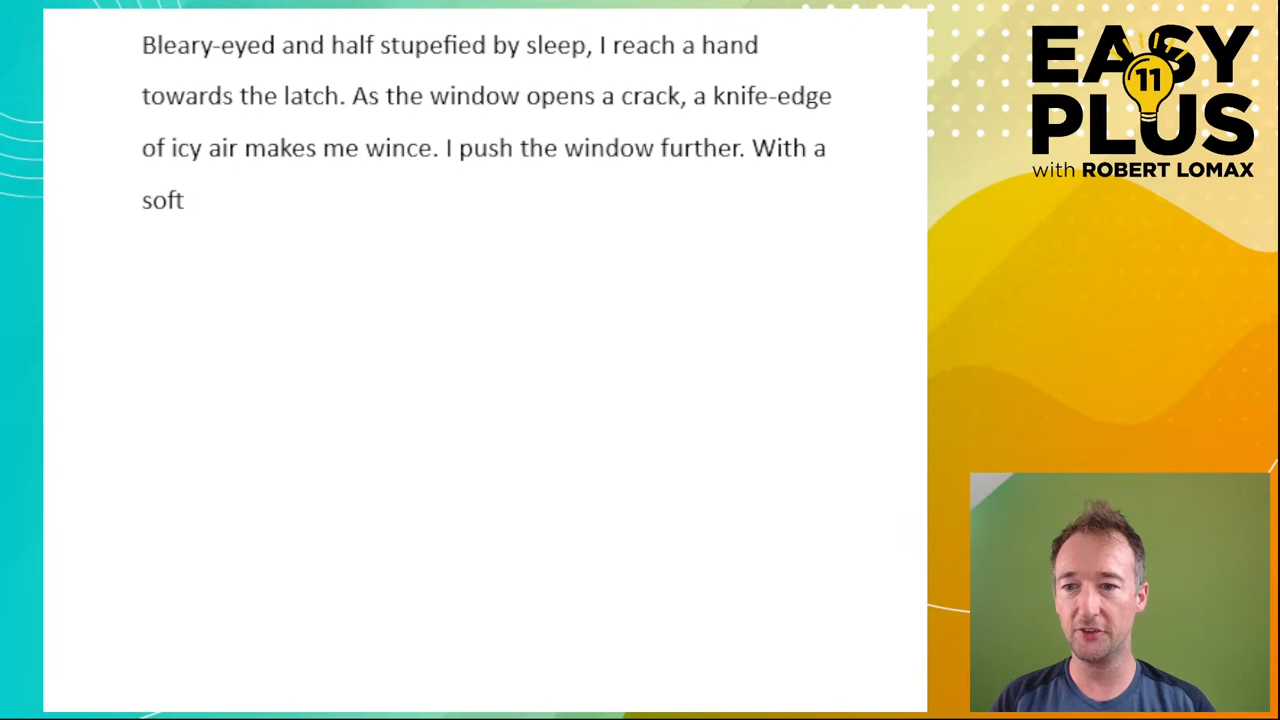 Bleary-eyed and half stupefied by sleep, I reach a hand
towards the latch. As the window opens a crack, a knife-edge
of icy air makes me wince. I push the window further. With a
soft
EASY
11
PLUS
with ROBERT LOMAX